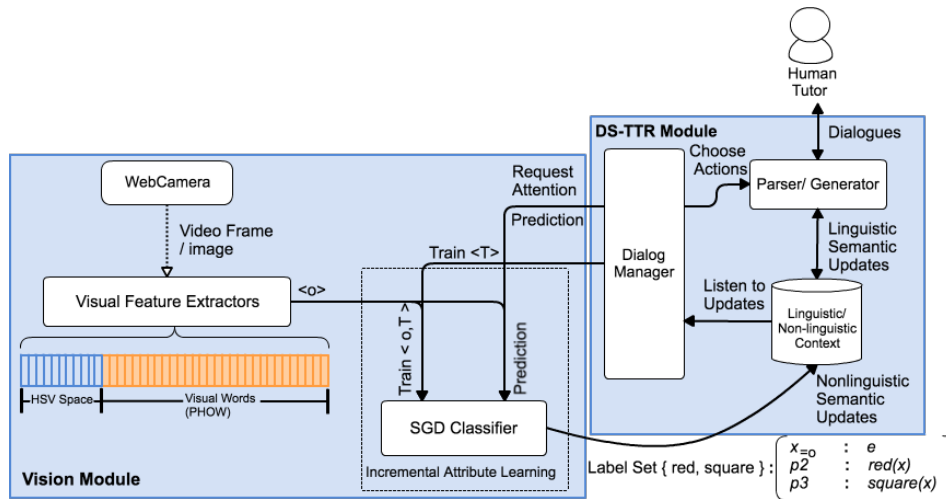 Human
Tutor
DS-TTR Module
Dialogues
Choose
Actions
Parser/ Generator
WebCamera
Request
Attention
Prediction
Video Frame
/ image
Train <T>
Dialog
Manager
Linguistic
Semantic
Updates
Listen to
Updates
Visual Feature Extractors
<o>
Linguistic/
Non-linguistic
Context
Train < o,T >
Prediction
HSV Space
Visual Words
(PHOW)
SGD Classifier
Nonlinguistic
Semantic
Updates
Incremental Attribute Learning
Vision Module
Label Set { red, square } :
x=o : e
p2 : red(x)
p3 : square(x)